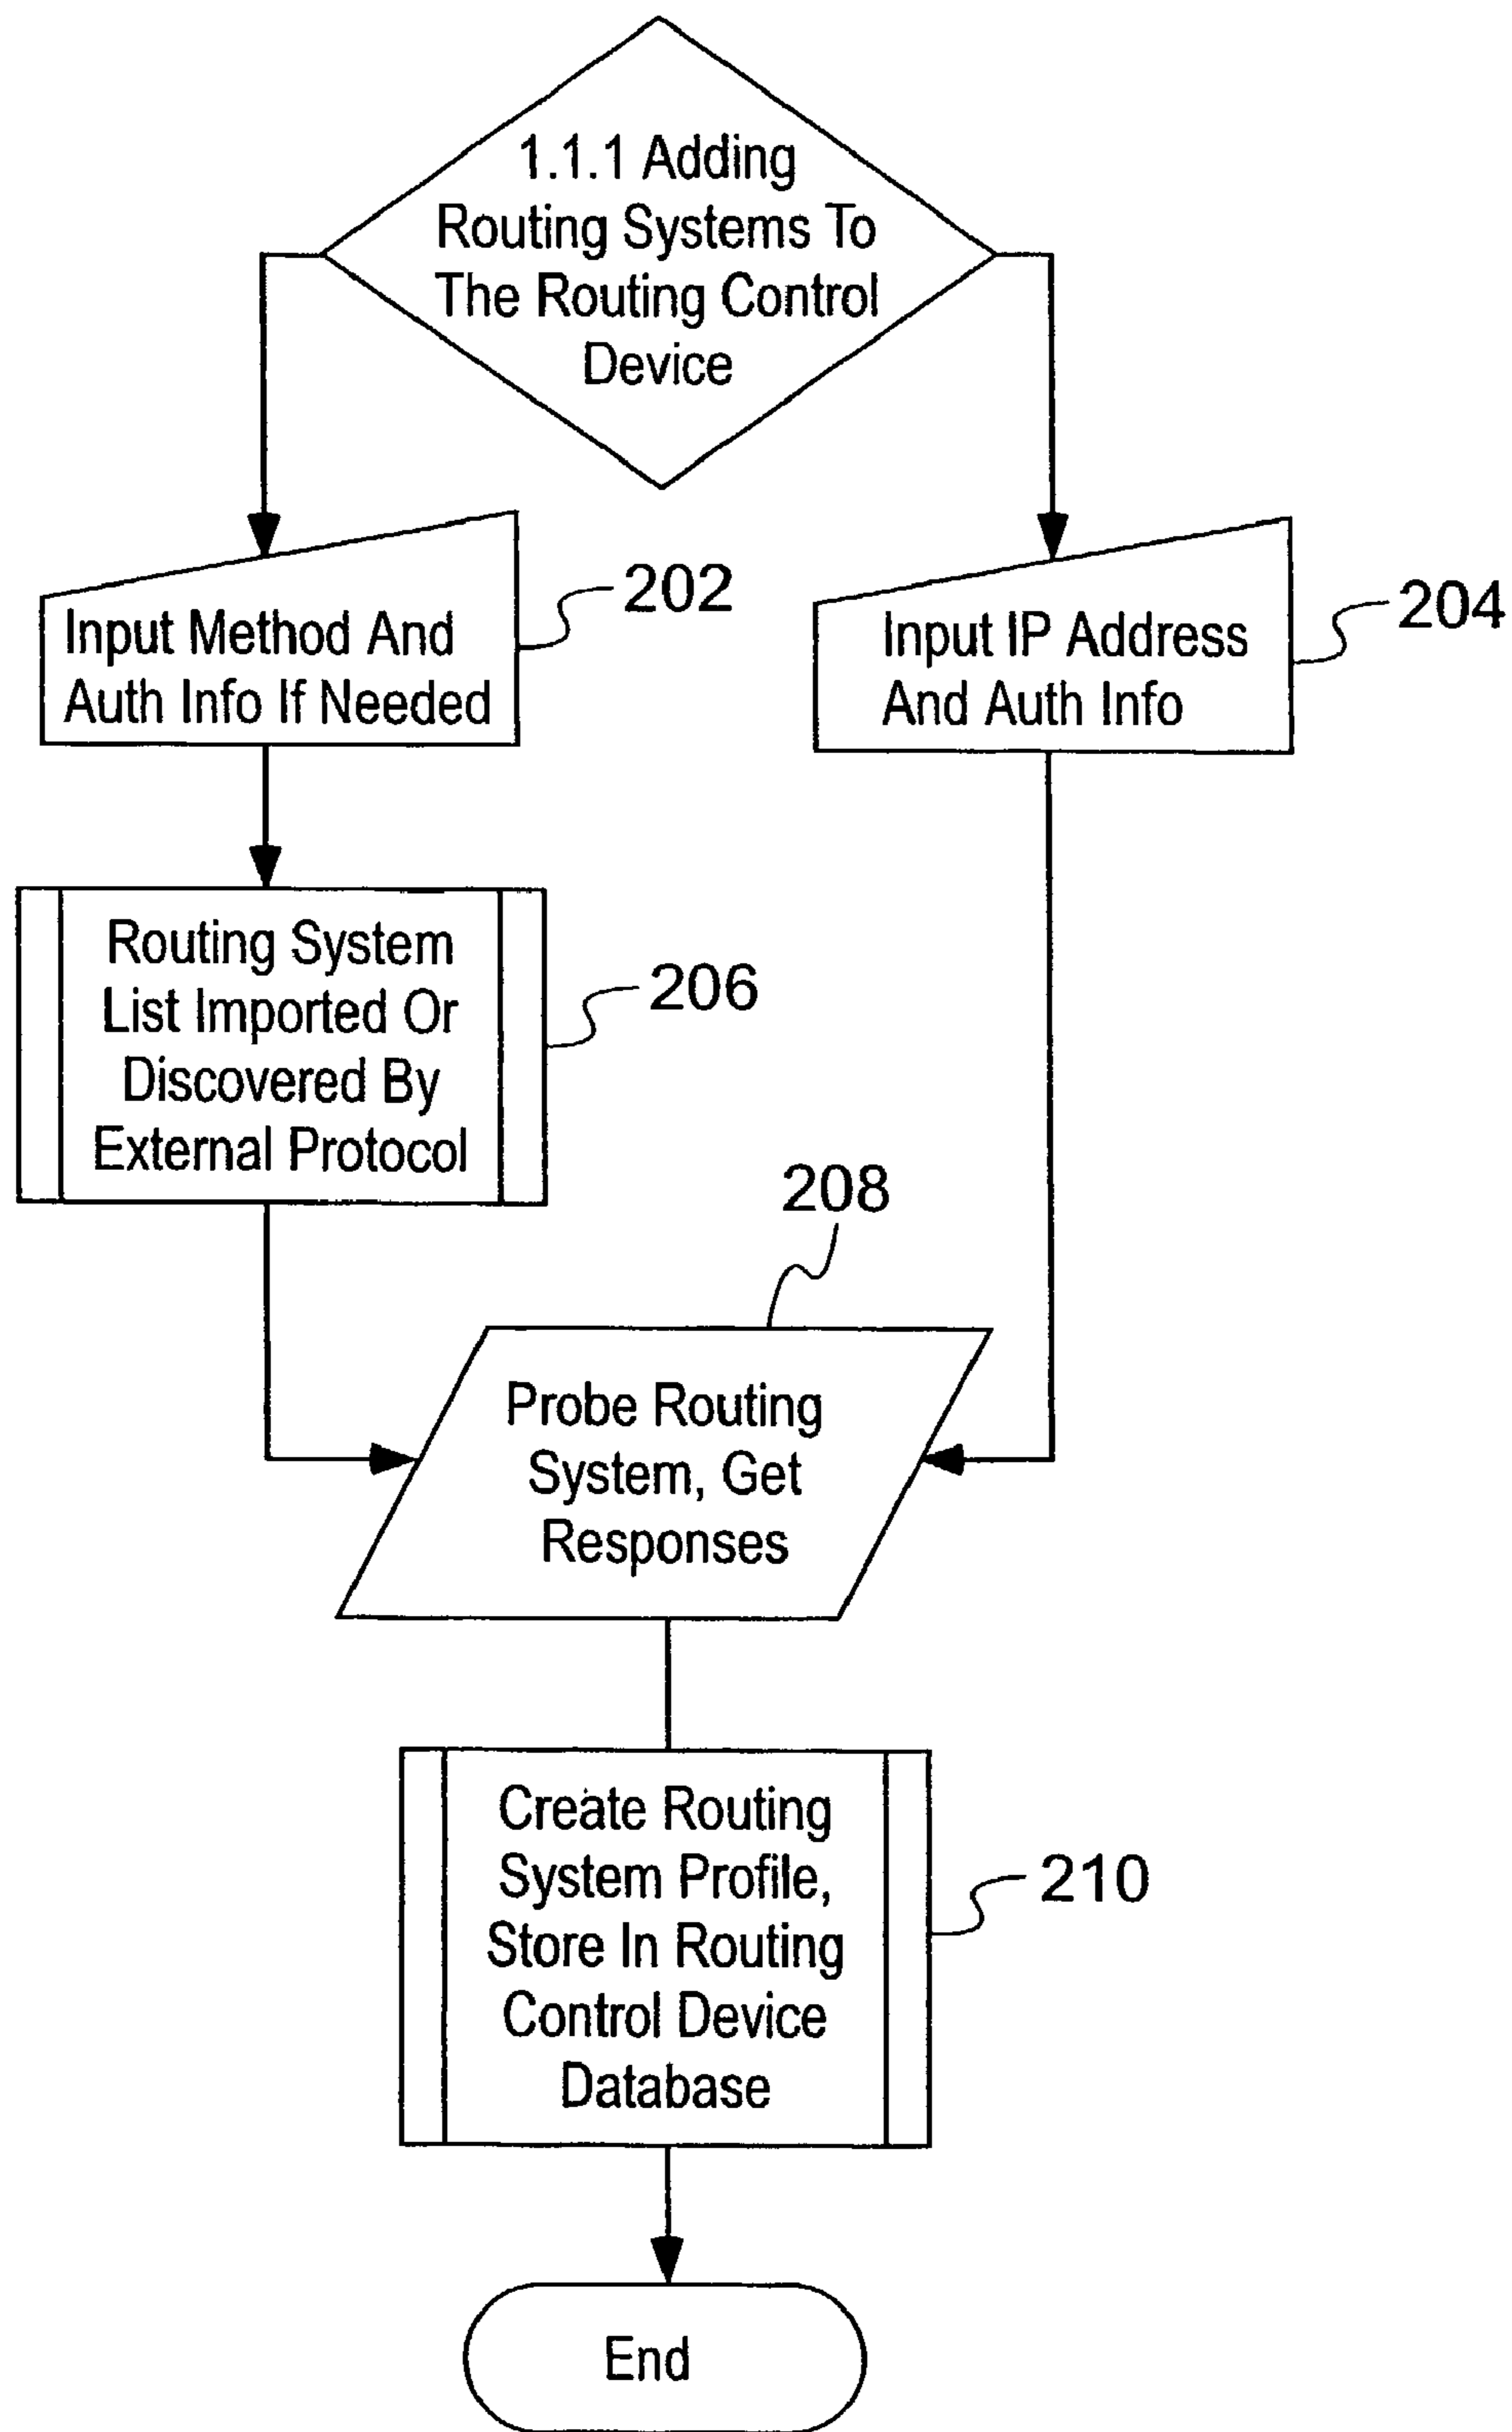 1.1.1 Adding
Routing Systems To
The Routing Control
Device
Input Method And
Auth Info If Needed
202
Input IP Address
And Auth Info
204
Routing System
List Imported Or
Discovered By
External Protocol
206
208
Probe Routing
System, Get
Responses
Create Routing
System Profile,
Store In Routing
Control Device
Database
210
End